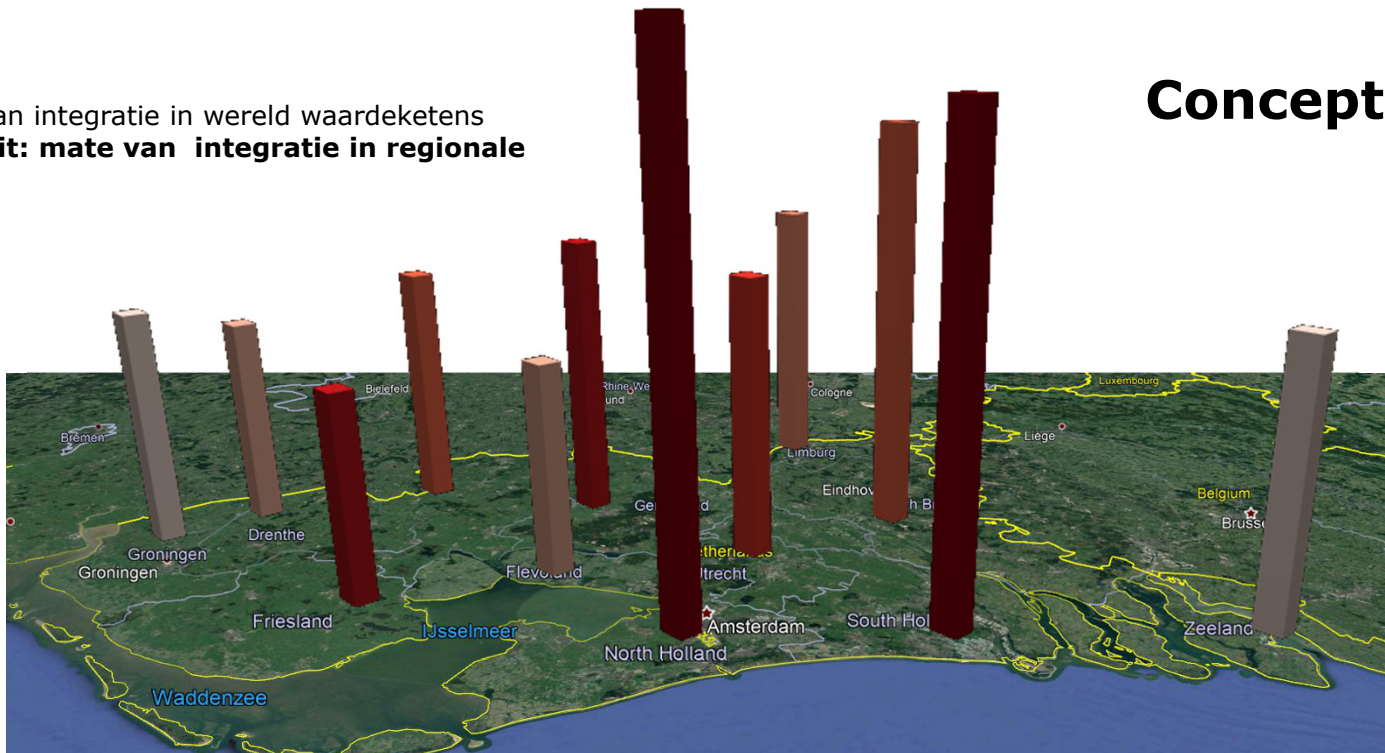 Concept
an integratie in wereld waardeketens
it: mate van integratie in regionale
Bielefeld
Rhine-We
und
Cologne
Luxembourg
Bremen
Liège
Limburg
Eindhov
h B
Ge
d
Belgium
Brusse
Drenthe
Groningen
Groningen
etherlands
Flevoland
Utrecht
Friesland
IJsselmeer
Amsterdam
South Hol
Zeeland
North Holland
Waddenzee